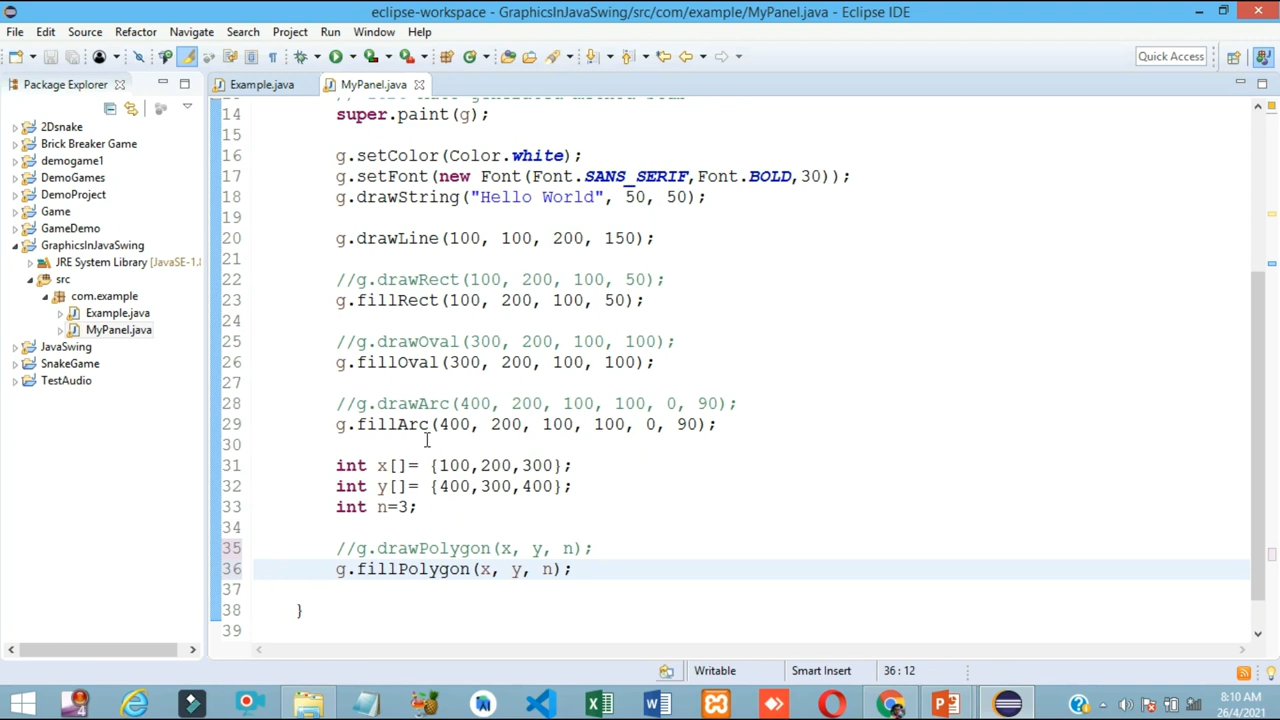 eclipse-workspace - GraphicsInJavaSwing/src/com/example/MyPanel.java - Eclipse IDE
File Edit Source Refactor Navigate Search Project Run Window Help
Quick Access
Package Explorer
Example.java
MyPanel.java
2Dsnake
Brick Breaker Game
demogame1
DemoGames
DemoProject
Game
GameDemo
GraphicsInJavaSwing
JRE System Library [JavaSE-1.
src
com.example
Example.java
MyPanel.java
JavaSwing
SnakeGame
TestAudio
14 super.paint(g);
15
16 g.setColor(Color.white);
17 g.setFont(new Font(Font.SANS_SERIF,Font.BOLD,30));
18 g.drawString("Hello World", 50, 50);
19
20 g.drawLine(100, 100, 200, 150);
21
22 //g.drawRect(100, 200, 100, 50);
23 g.fillRect(100, 200, 100, 50);
24
25 //g.drawOval(300, 200, 100, 100);
26 g.fillOval(300, 200, 100, 100);
27
28 //g.drawArc(400, 200, 100, 100, 0, 90);
29 g.fillArc(400, 200, 100, 100, 0, 90);
30
31 int x[]= {100,200,300};
32 int y[]= {400,300,400};
33 int n=3;
34
35 //g.drawPolygon(x, y, n);
36 g.fillPolygon(x, y, n);
37
38 }
39
Writable Smart Insert 36 : 12
8:10 AM
26/4/2021